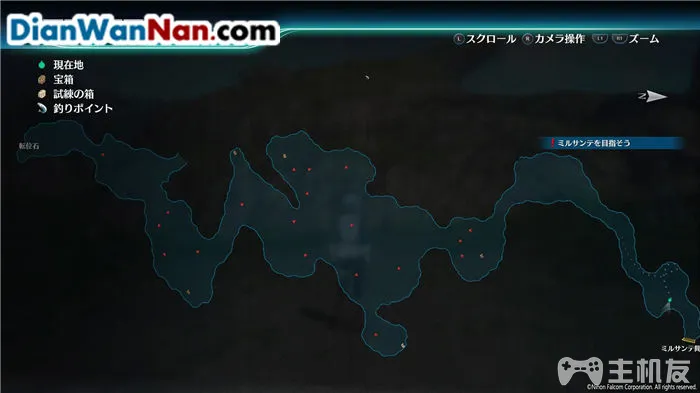 DianWanNan.com
L スクロール R カメラ操作 L1 R1 ズーム
現在地
宝箱
試練の箱
釣りポイント
N
転位石
! ミルサンテを目指そう
ミルサンテ
主机友
©Nihon Falcom Corporation. All rights reserved.